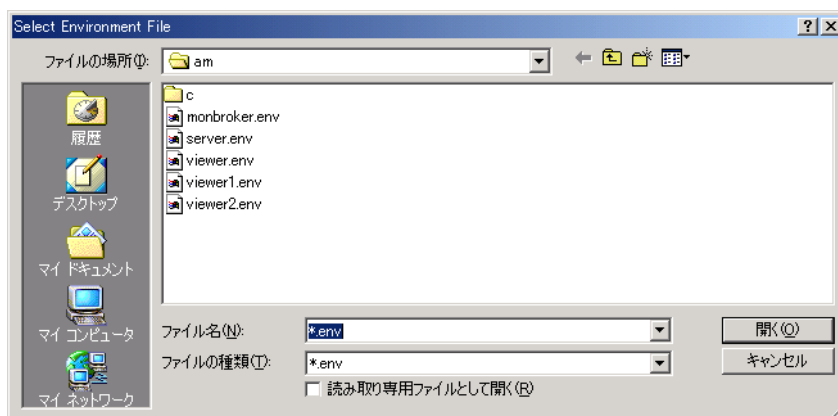 Select Environment File
ファイルの場所(I):
am
履歴
デスクトップ
マイ ドキュメント
マイ コンピュータ
マイ ネットワーク
c
monbroker.env
server.env
viewer.env
viewer1.env
viewer2.env
ファイル名(N):
*.env
開く(O)
ファイルの種類(T):
*.env
キャンセル
読み取り専用ファイルとして開く(R)